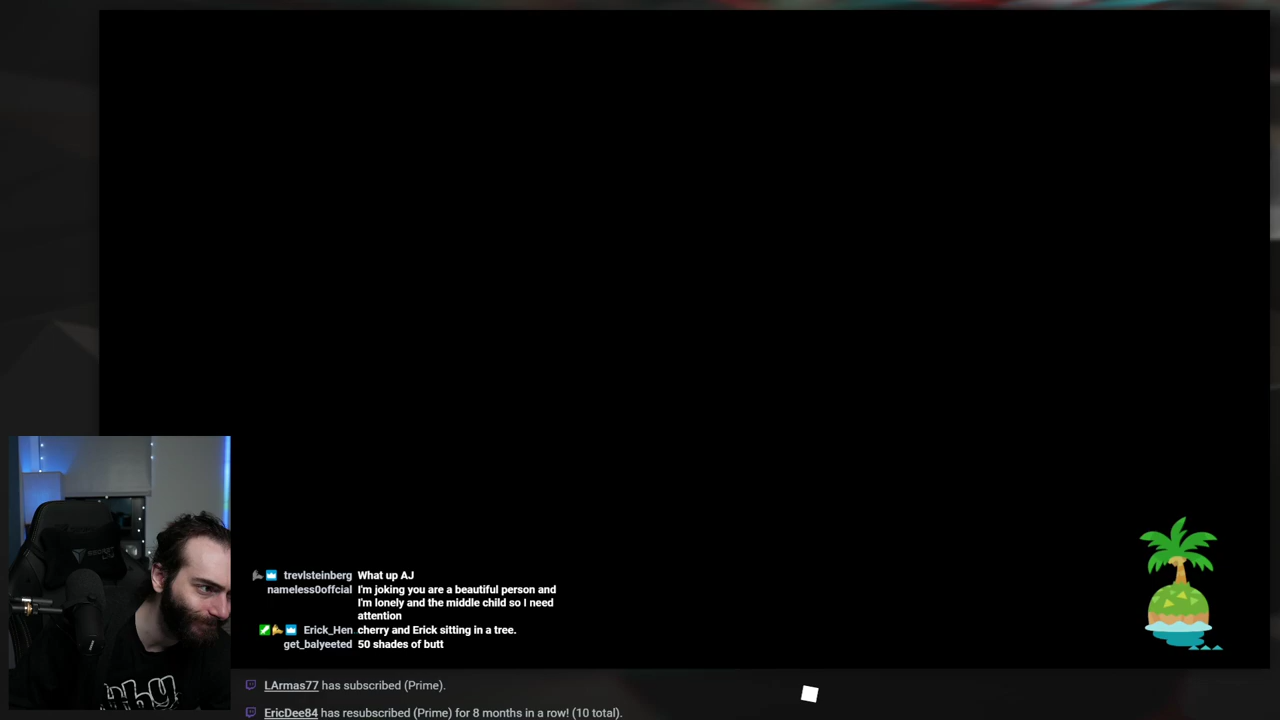 trevlsteinberg What up AJ
nameless0ffcial I'm joking you are a beautiful person and
I'm lonely and the middle child so I need
attention
Erick_Hen cherry and Erick sitting in a tree.
get_balyeeted 50 shades of butt
LArmas77 has subscribed (Prime).
EricDee84 has resubscribed (Prime) for 8 months in a row! (10 total).